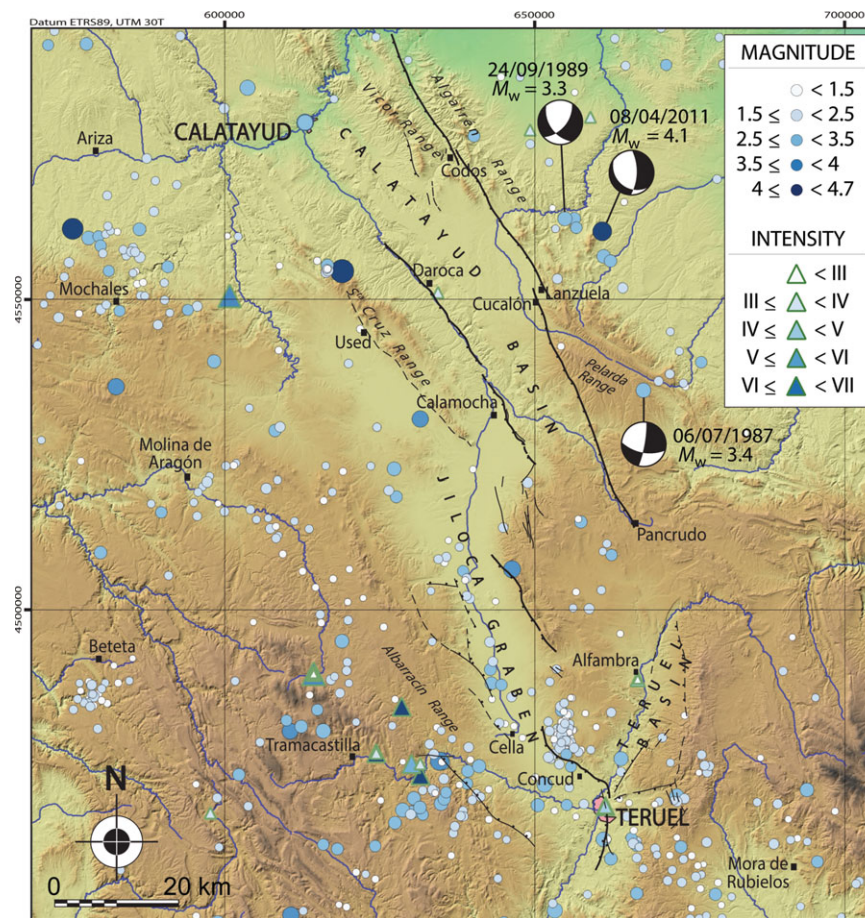 Datum ETRS89, UTM 30T
600000
650000
700000
4550000
4500000
MAGNITUDE
< 1.5
1.5 ≤ < 2.5
2.5 ≤ < 3.5
3.5 ≤ < 4
4 ≤ < 4.7
INTENSITY
< III
III ≤ < IV
IV ≤ < V
V ≤ < VI
VI ≤ < VII
24/09/1989
Mw = 3.3
08/04/2011
Mw = 4.1
06/07/1987
Mw = 3.4
Ariza
CALATAYUD
Vicor Range
Algairén Range
Codos
CALATAYUD BASIN
Mochales
Daroca
Cucalón
Lanzuela
Sta Cruz Range
Used
Pelarda
Range
Calamocha
Molina de
Aragón
JILOCA GRABEN
Pancrudo
Beteta
Albarracín Range
Alfambra
TERUEL
BASIN
Tramacastilla
Cella
Concud
TERUEL
Mora de
Rubielos
N
0 20 km